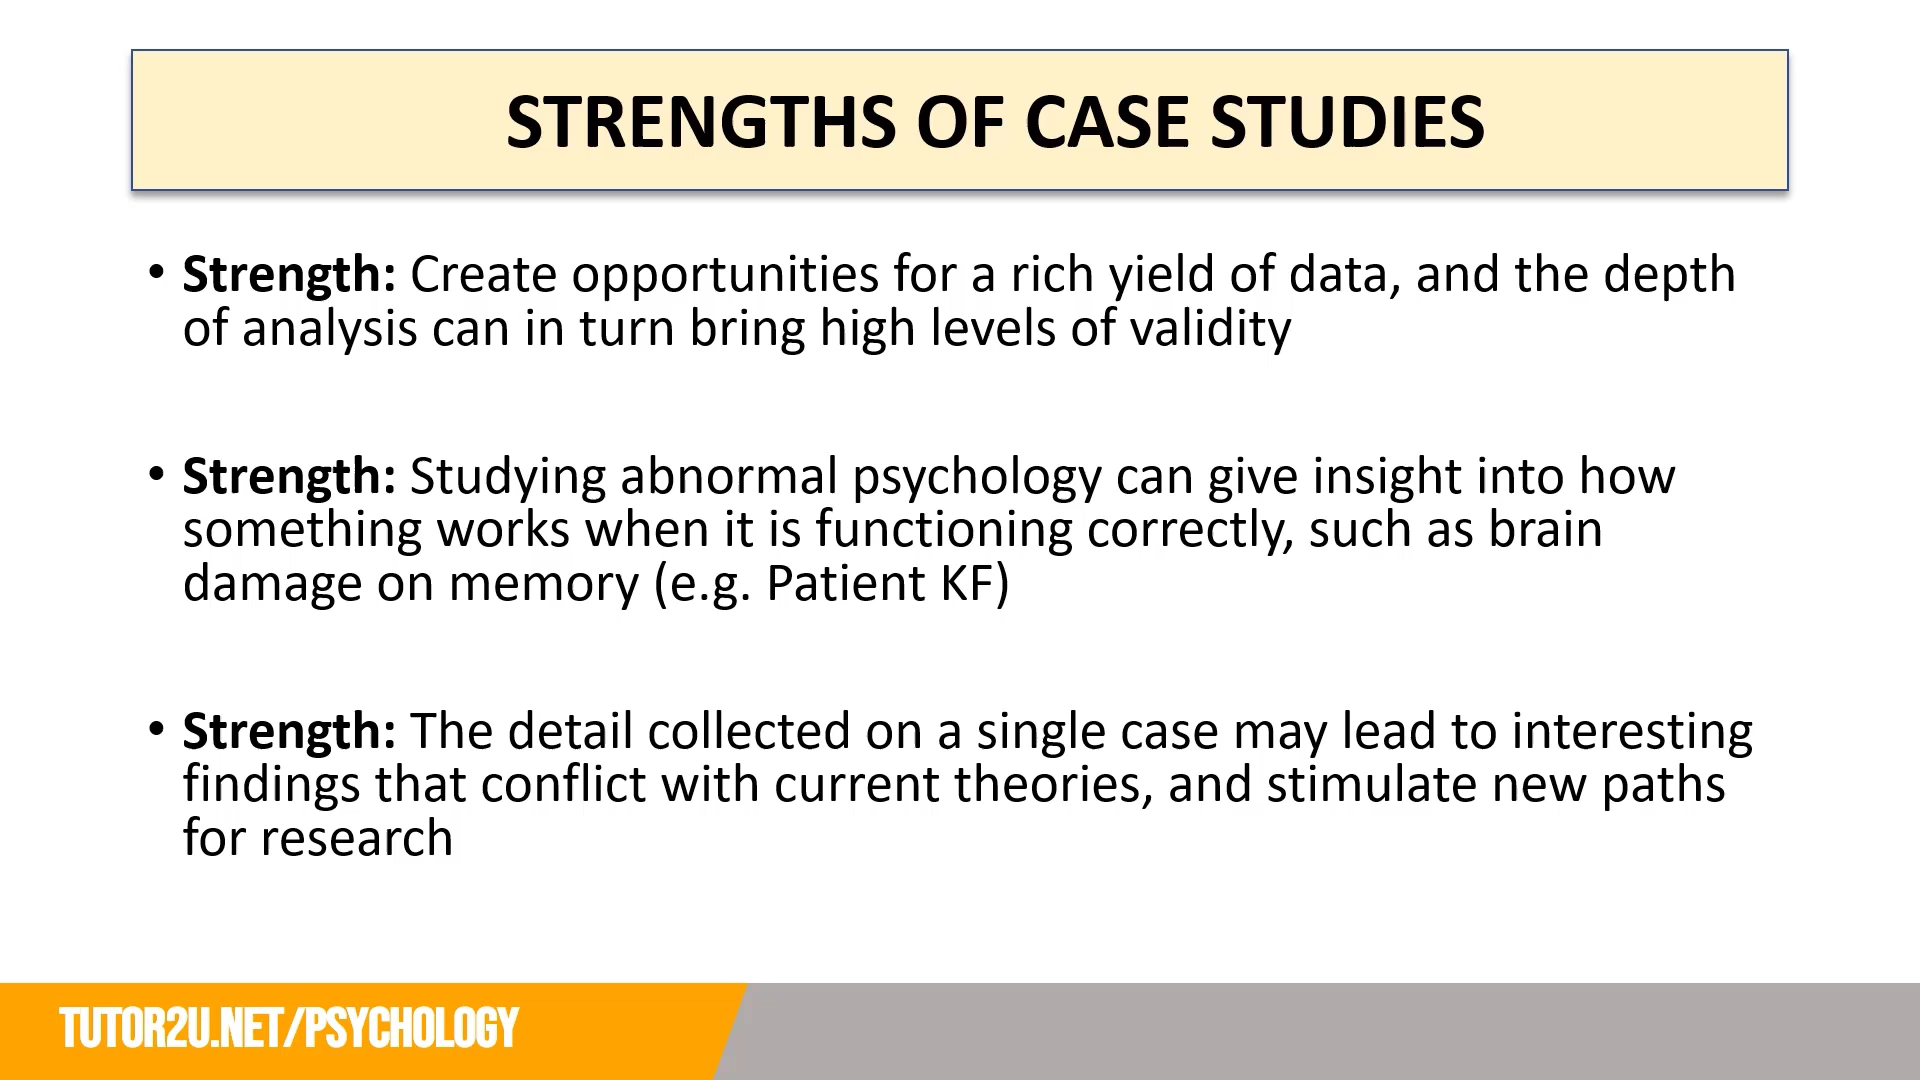 STRENGTHS OF CASE STUDIES
• Strength: Create opportunities for a rich yield of data, and the depth
of analysis can in turn bring high levels of validity
• Strength: Studying abnormal psychology can give insight into how
something works when it is functioning correctly, such as brain
damage on memory (e.g. Patient KF)
• Strength: The detail collected on a single case may lead to interesting
findings that conflict with current theories, and stimulate new paths
for research
TUTOR2U.NET/PSYCHOLOGY